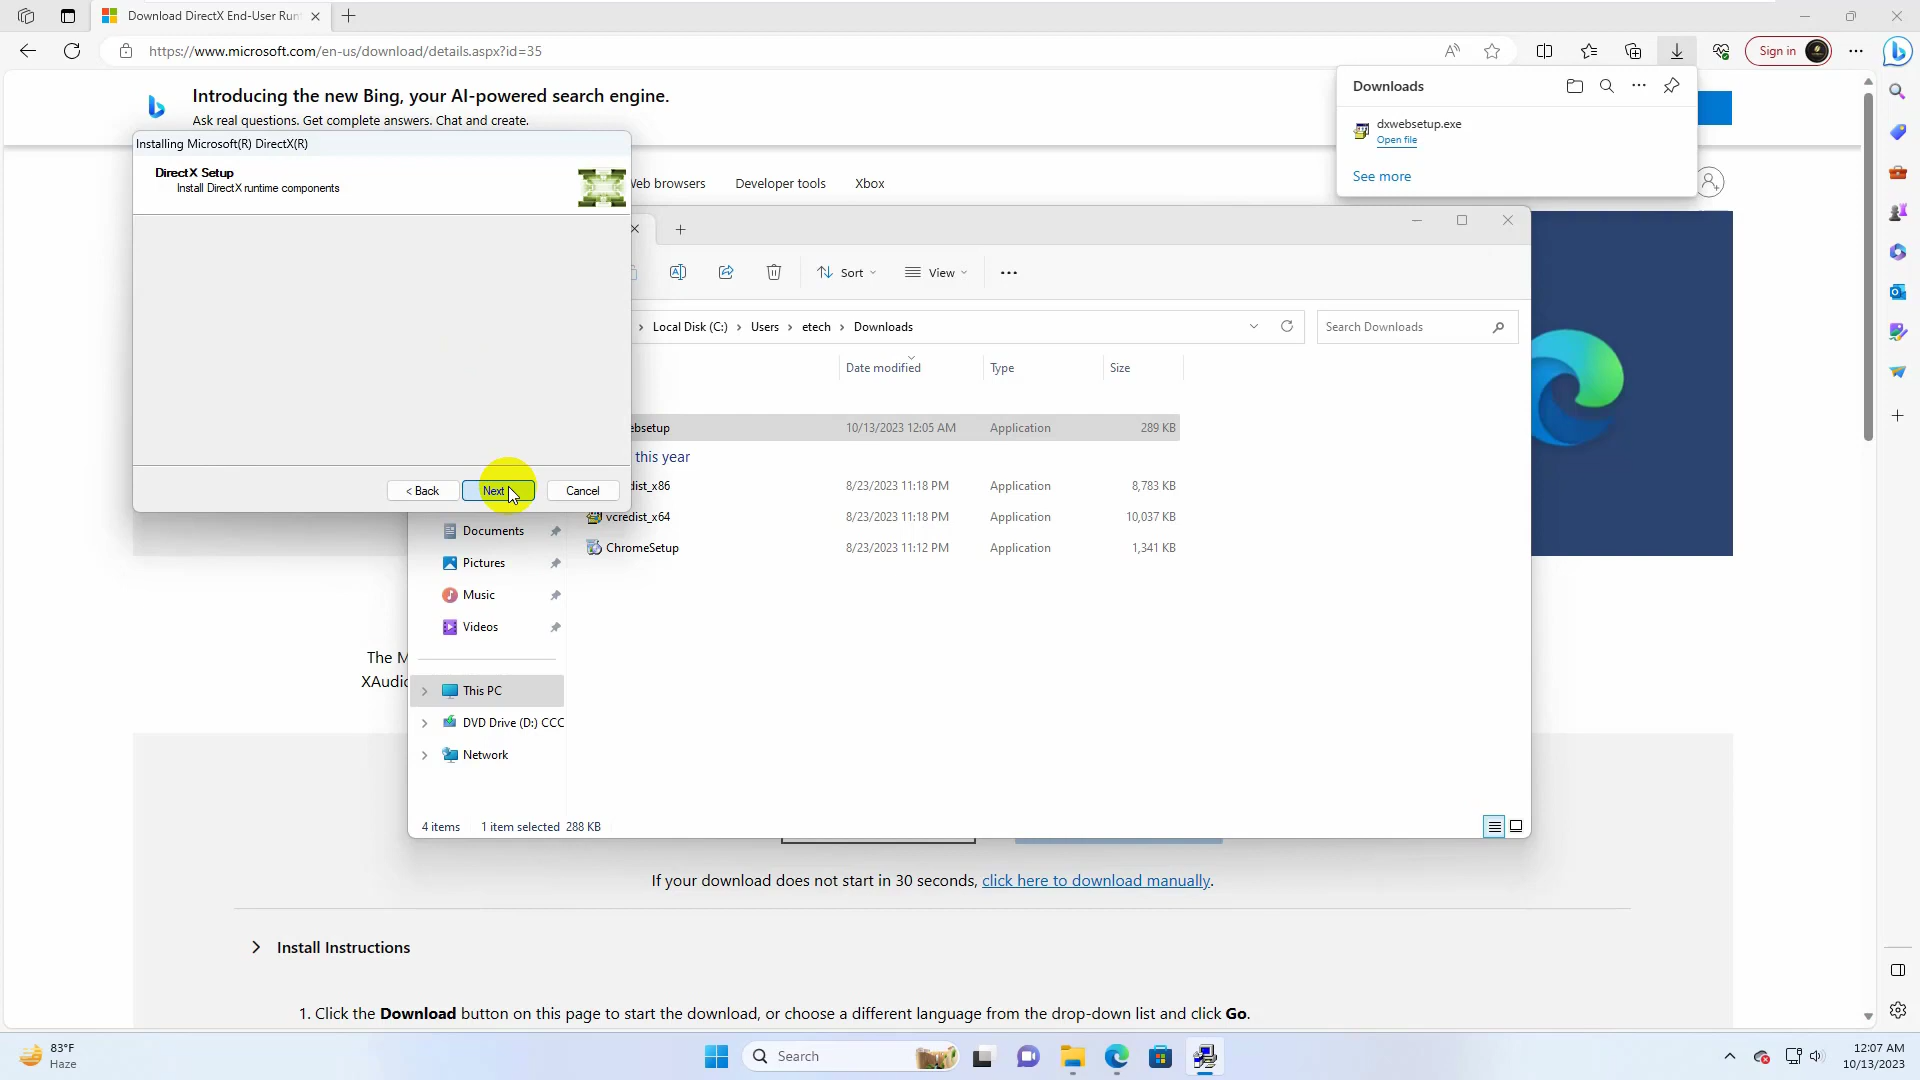 Download DirectX End-User Run
https://www.microsoft.com/en-us/download/details.aspx?id=35
Sign in
Introducing the new Bing, your AI-powered search engine.
Ask real questions. Get complete answers. Chat and create.
Downloads
dxwebsetup.exe
Open file
See more
Installing Microsoft(R) DirectX(R)
DirectX Setup
Install DirectX runtime components
Web browsers
Developer tools
Xbox
Sort
View
Local Disk (C:) > Users > etech > Downloads
Search Downloads
Date modified
Type
Size
ebsetup
10/13/2023 12:05 AM
Application
289 KB
this year
dist_x86
8/23/2023 11:18 PM
Application
8,783 KB
< Back
Next
Cancel
vcredist_x64
8/23/2023 11:18 PM
Application
10,037 KB
ChromeSetup
8/23/2023 11:12 PM
Application
1,341 KB
Documents
Pictures
Music
Videos
This PC
DVD Drive (D:) CCC
Network
The M
XAudio
4 items
1 item selected 288 KB
If your download does not start in 30 seconds, click here to download manually.
Install Instructions
1. Click the Download button on this page to start the download, or choose a different language from the drop-down list and click Go.
83°F
Haze
Search
12:07 AM
10/13/2023